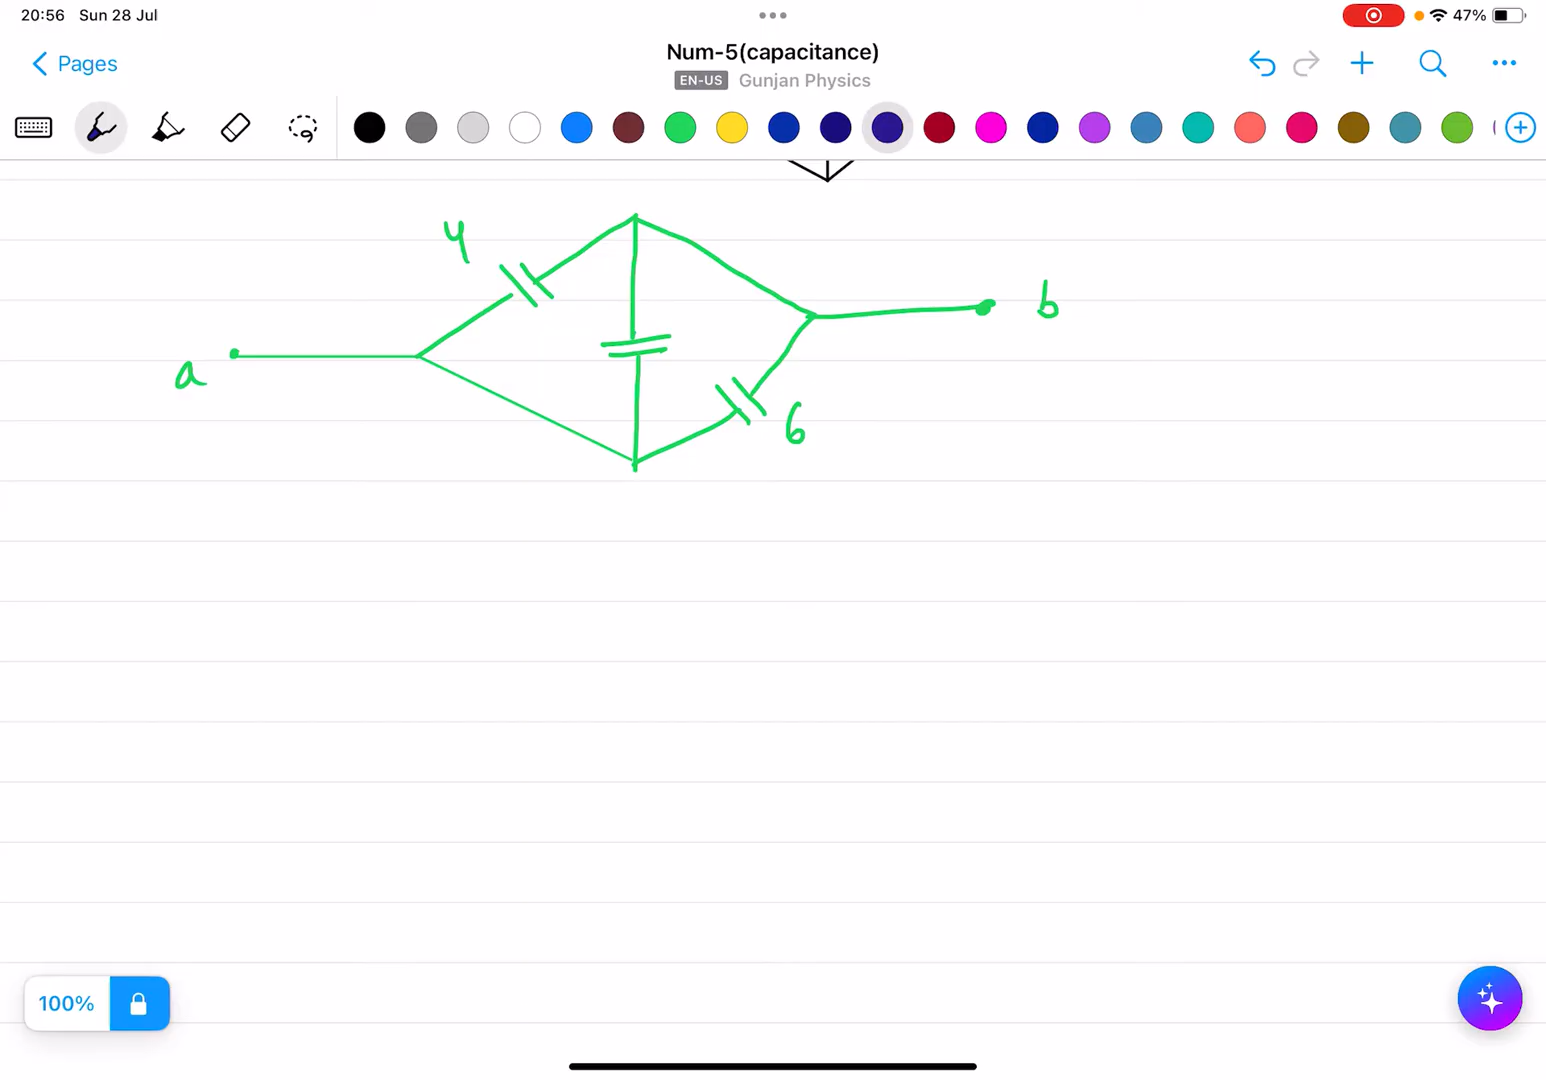 20:56 Sun 28 Jul
47%
Pages
Num-5(capacitance)
EN-US Gunjan Physics
4
b
a
6
100%